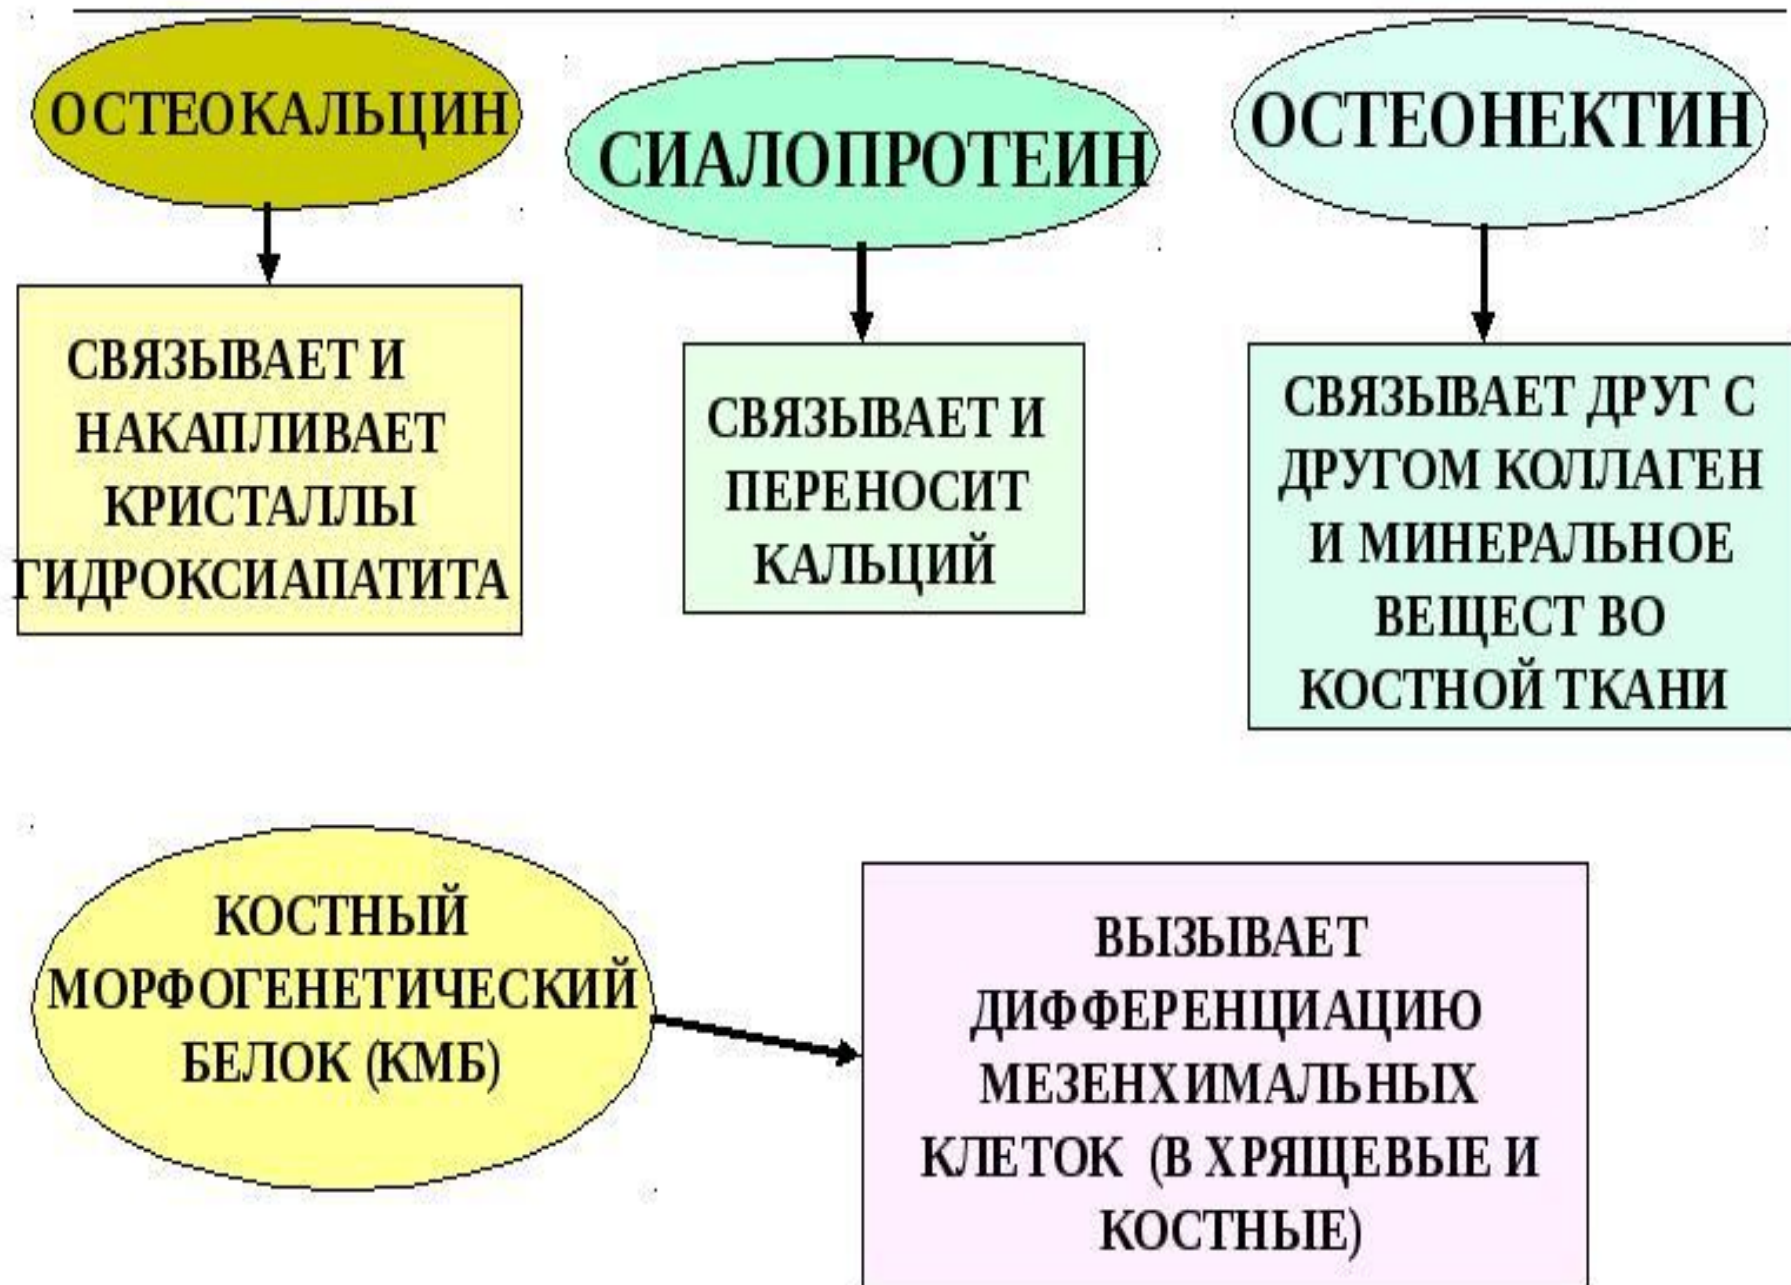 ОСТЕОКАЛЬЦИН
СИАЛОПРОТЕИН
ОСТЕОНЕКТИН
СВЯЗЫВАЕТ И
НАКАПЛИВАЕТ
КРИСТАЛЛЫ
ГИДРОКСИАПАТИТА
СВЯЗЫВАЕТ И
ПЕРЕНОСИТ
КАЛЬЦИЙ
СВЯЗЫВАЕТ ДРУГ С
ДРУГОМ КОЛЛАГЕН
И МИНЕРАЛЬНОЕ
ВЕЩЕСТ ВО
КОСТНОЙ ТКАНИ
КОСТНЫЙ
МОРФОГЕНЕТИЧЕСКИЙ
БЕЛОК (КМБ)
ВЫЗЫВАЕТ
ДИФФЕРЕНЦИАЦИЮ
МЕЗЕНХИМАЛЬНЫХ
КЛЕТОК (В ХРЯЩЕВЫЕ И
КОСТНЫЕ)